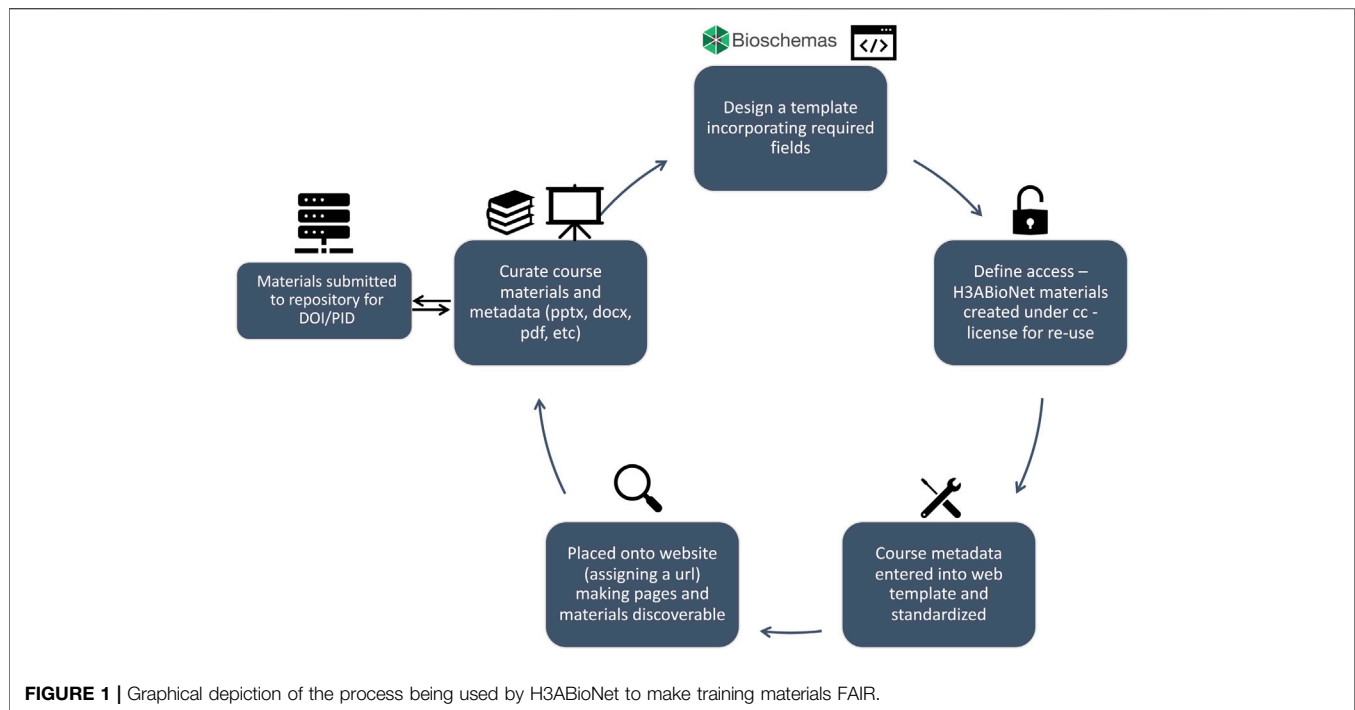 Bioschemas
</>
Design a template
incorporating required
fields
Define access –
H3ABioNet materials
created under cc -
license for re-use
Course metadata
entered into web
template and
standardized
Placed onto website
(assigning a url)
making pages and
materials discoverable
Curate course
materials and
metadata (pptx, docx,
pdf, etc)
Materials submitted
to repository for
DOI/PID
FIGURE 1 | Graphical depiction of the process being used by H3ABioNet to make training materials FAIR.